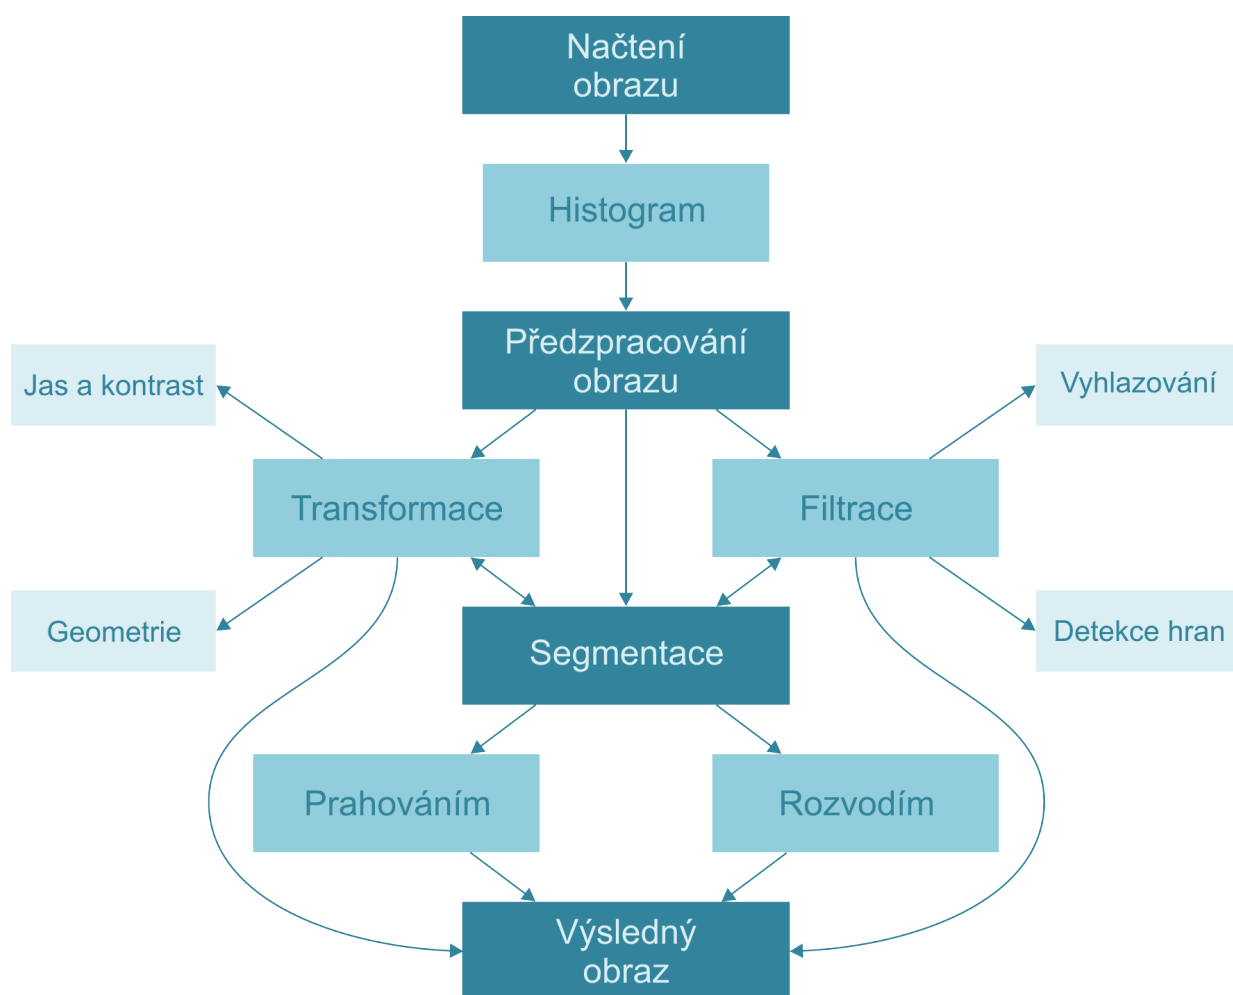 Načtení
obrazu
Histogram
Předzpracování
obrazu
Jas a kontrast
Vyhlazování
Transformace
Filtrace
Geometrie
Detekce hran
Segmentace
Prahováním
Rozvodím
Výsledný
obraz